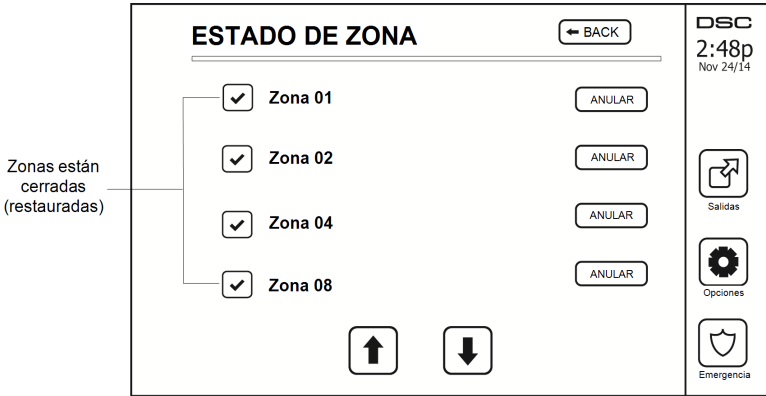 ESTADO DE ZONA
BACK
DSC
2:48p
Nov 24/14
Zona 01
ANULAR
Zona 02
ANULAR
Zonas están
cerradas
(restauradas)
Zona 04
ANULAR
Zona 08
ANULAR
Salidas
Opciones
Emergencia